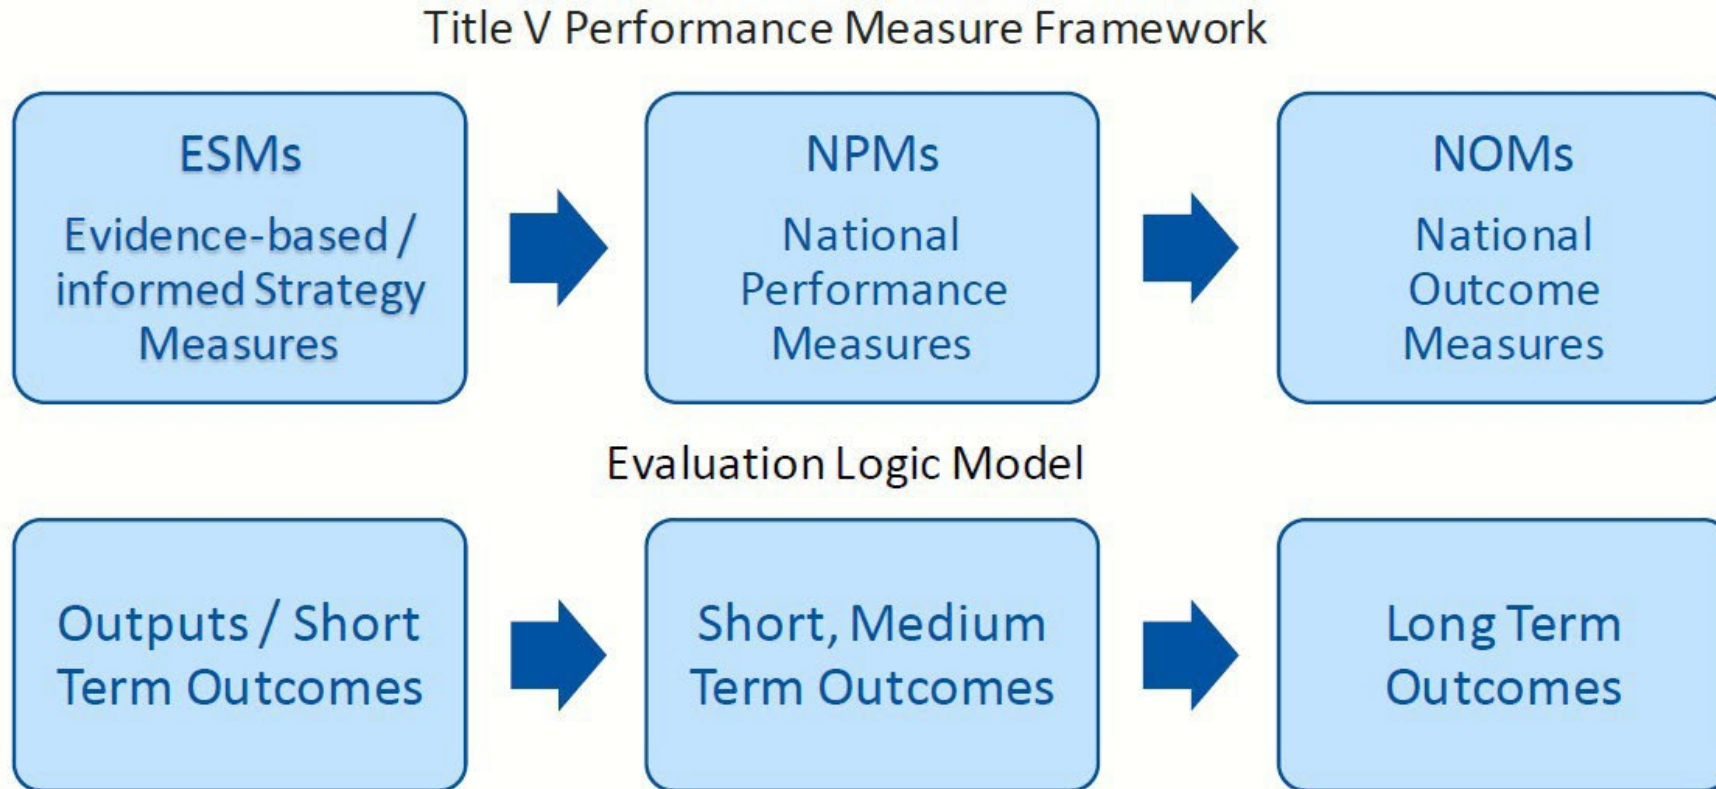 Title V Performance Measure Framework
ESMs
Evidence-based /
informed Strategy
Measures
NPMs
National
Performance
Measures
NOMs
National
Outcome
Measures
Evaluation Logic Model
Outputs / Short
Term Outcomes
Short, Medium
Term Outcomes
Long Term
Outcomes